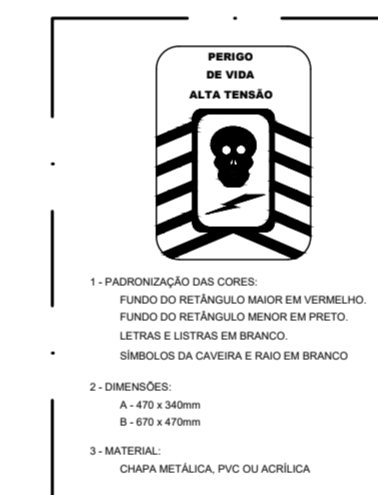 PERIGO
DE VIDA
ALTA TENSÃO
1 - PADRONIZAÇÃO DAS CORES:
FUNDO DO RETÂNGULO MAIOR EM VERMELHO.
FUNDO DO RETÂNGULO MENOR EM PRETO.
LETRAS E LISTRAS EM BRANCO.
SÍMBOLOS DA CAVEIRA E RAIO EM BRANCO
2 - DIMENSÕES:
A - 470 x 340mm
B - 670 x 470mm
3 - MATERIAL:
CHAPA METÁLICA, PVC OU ACRÍLICA